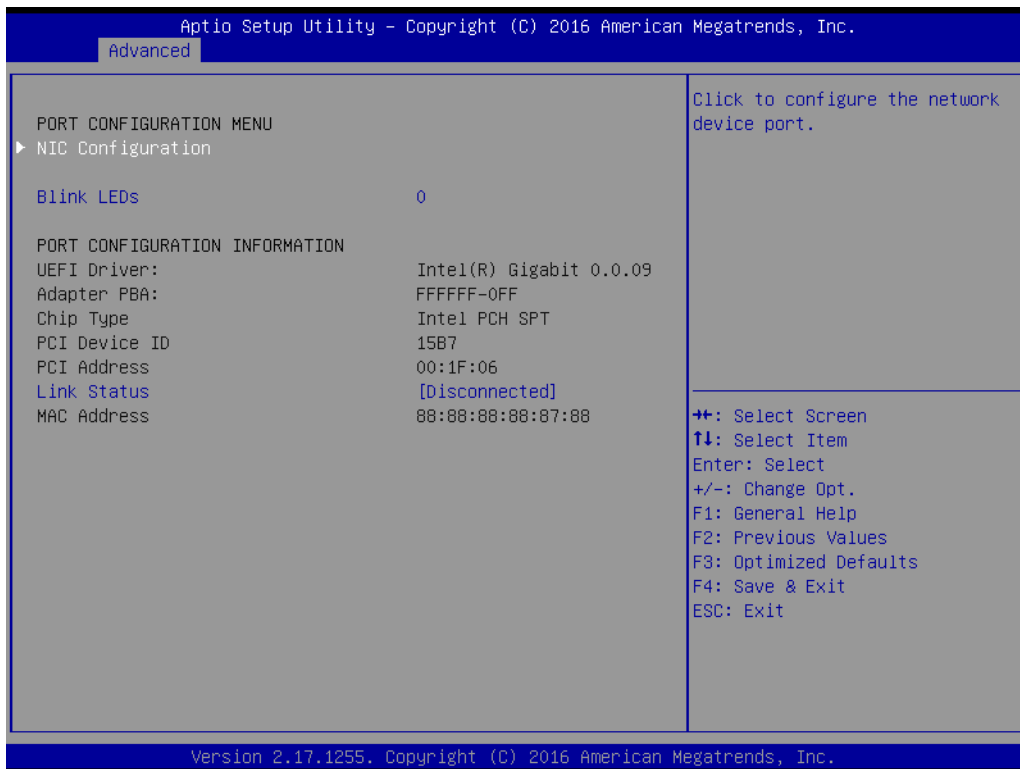 Aptio Setup Utility – Copyright (C) 2016 American Megatrends, Inc.
Advanced
PORT CONFIGURATION MENU
▶ NIC Configuration
Blink LEDs 0
PORT CONFIGURATION INFORMATION
UEFI Driver: Intel(R) Gigabit 0.0.09
Adapter PBA: FFFFFF-0FF
Chip Type Intel PCH SPT
PCI Device ID 15B7
PCI Address 00:1F:06
Link Status [Disconnected]
MAC Address 88:88:88:88:87:88
Click to configure the network
device port.
→←: Select Screen
↑↓: Select Item
Enter: Select
+/-: Change Opt.
F1: General Help
F2: Previous Values
F3: Optimized Defaults
F4: Save & Exit
ESC: Exit
Version 2.17.1255. Copyright (C) 2016 American Megatrends, Inc.